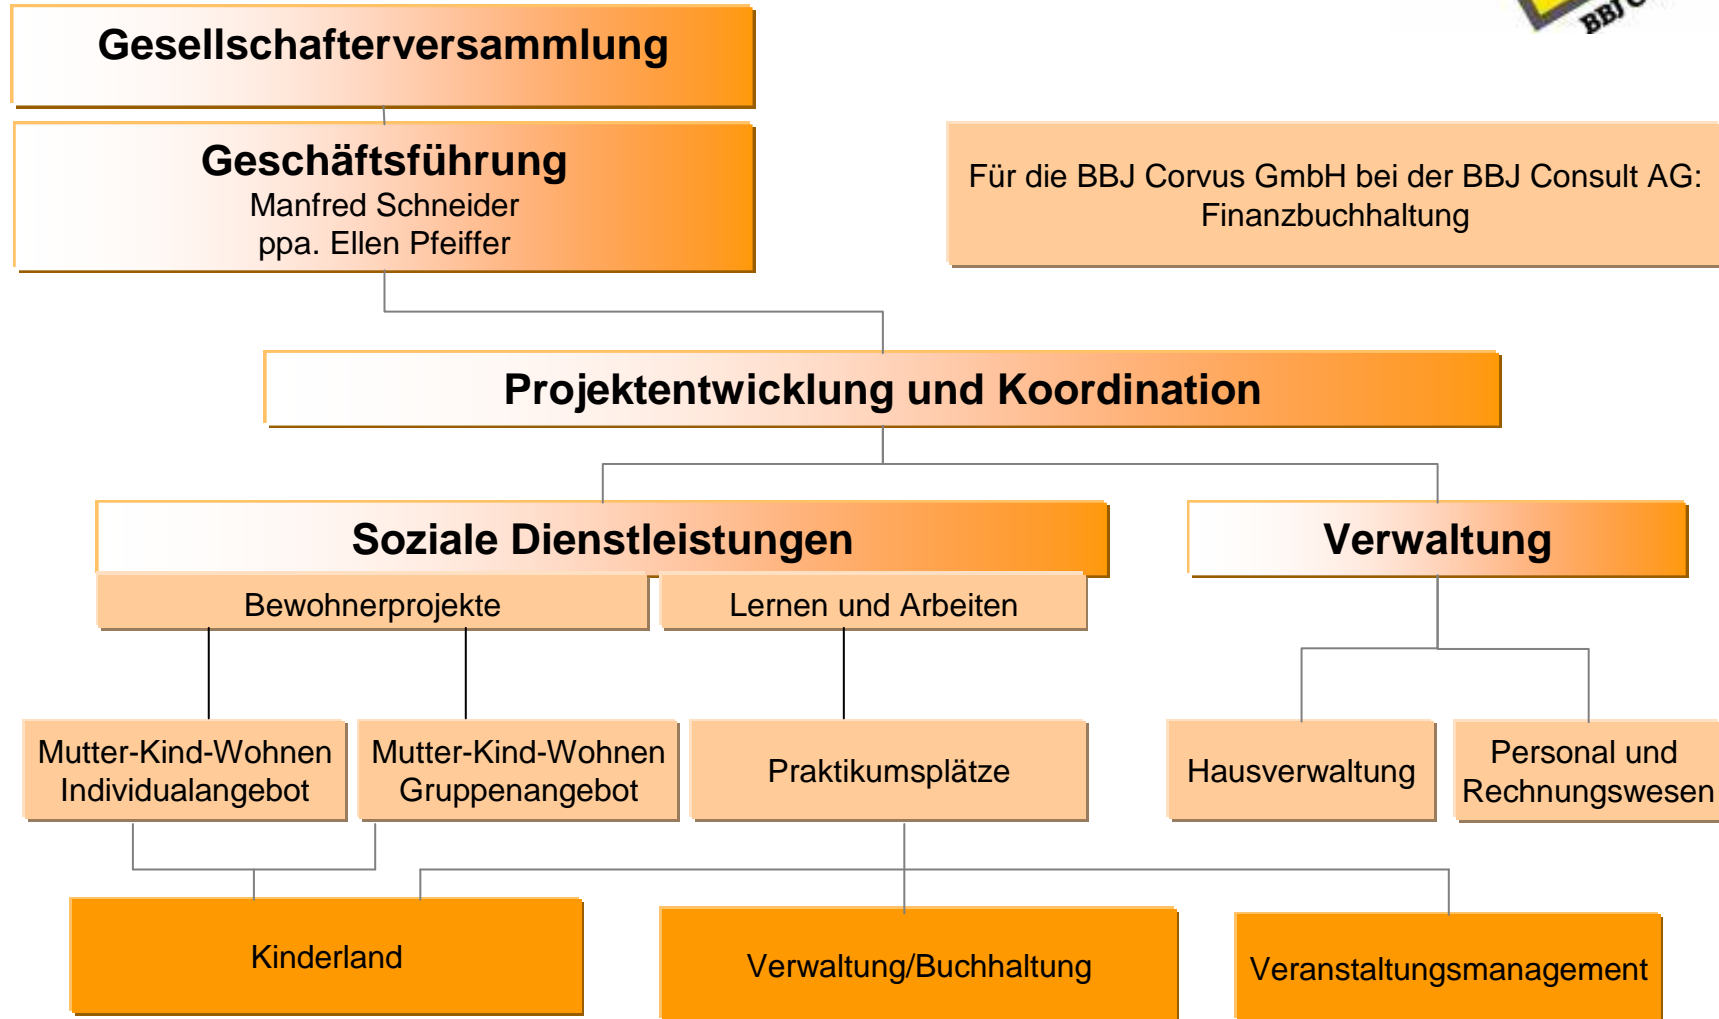 BBJ C
Gesellschafterversammlung
Geschäftsführung
Manfred Schneider
ppa. Ellen Pfeiffer
Für die BBJ Corvus GmbH bei der BBJ Consult AG:
Finanzbuchhaltung
Projektentwicklung und Koordination
Soziale Dienstleistungen
Verwaltung
Bewohnerprojekte
Lernen und Arbeiten
Mutter-Kind-Wohnen
Individualangebot
Mutter-Kind-Wohnen
Gruppenangebot
Praktikumsplätze
Hausverwaltung
Personal und
Rechnungswesen
Kinderland
Verwaltung/Buchhaltung
Veranstaltungsmanagement